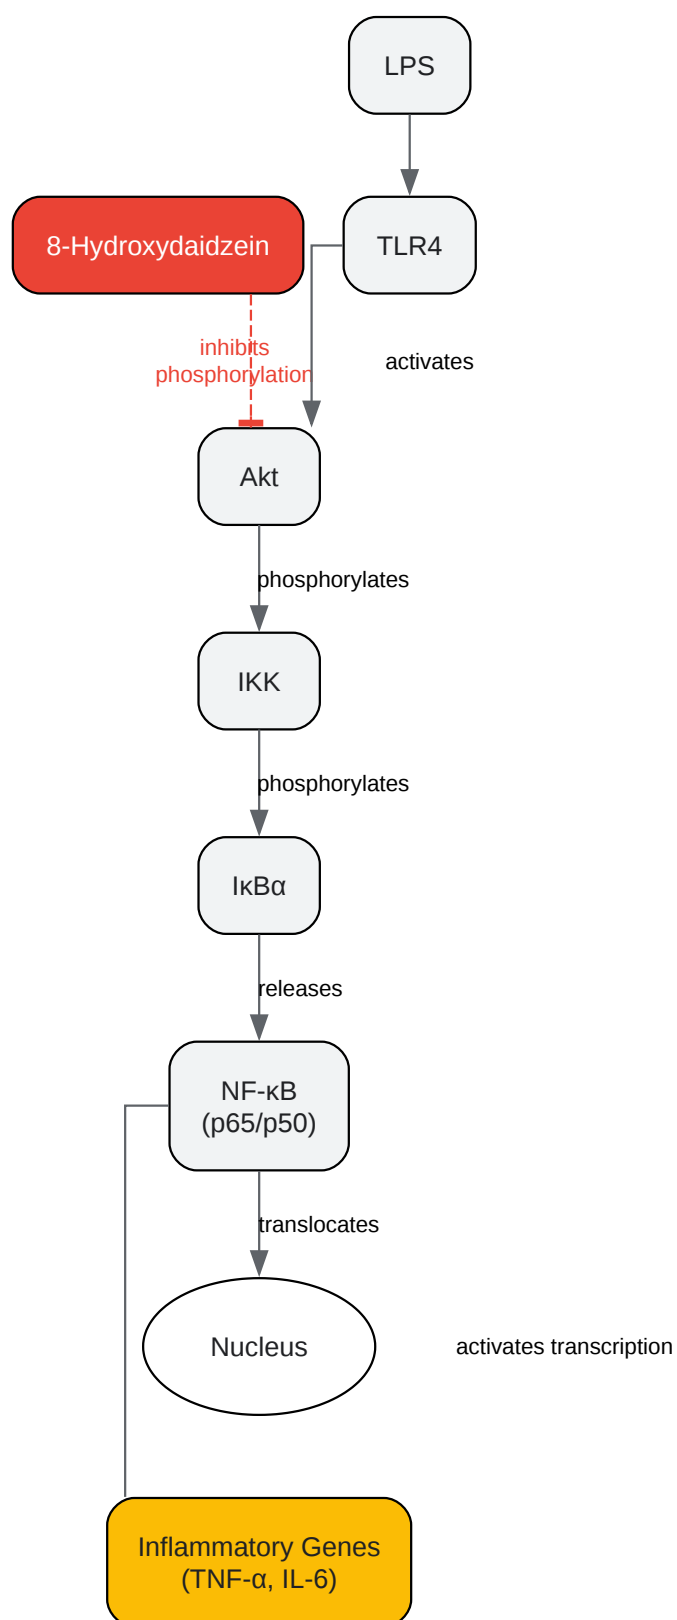 LPS
8-Hydroxydaidzein
TLR4
inhibits
phosphorylation
activates
Akt
phosphorylates
IKK
phosphorylates
IκBα
releases
NF-κB
(p65/p50)
translocates
Nucleus
activates transcription
Inflammatory Genes
(TNF-α, IL-6)